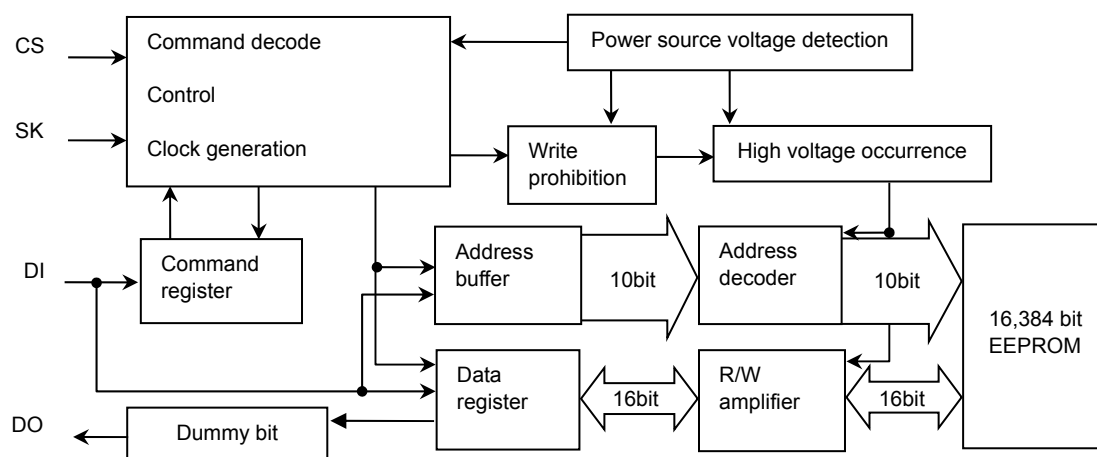 CS
Command decode
Control
Clock generation
Power source voltage detection
SK
Write
prohibition
High voltage occurrence
DI
Command
register
Address
buffer
10bit
Address
decoder
10bit
16,384 bit
EEPROM
Data
register
16bit
R/W
amplifier
16bit
DO
Dummy bit